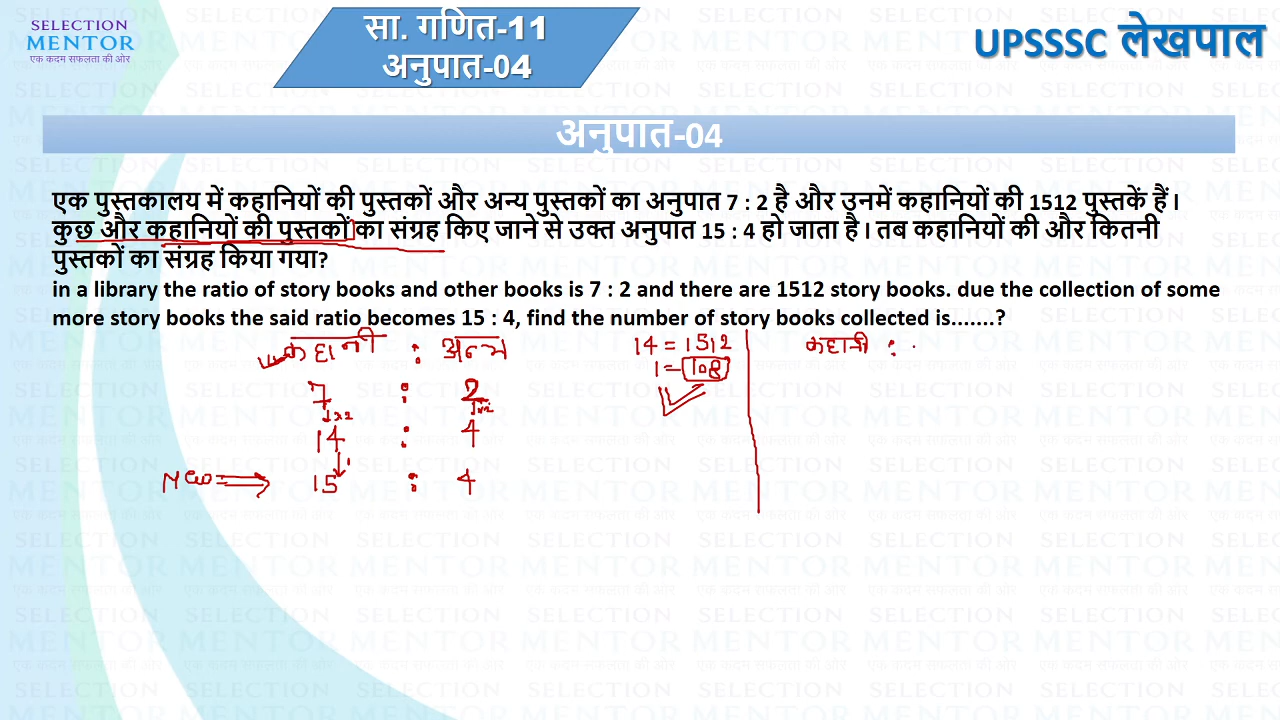 SELECTION
MENTOR
एक कदम सफलता की ओर
सा. गणित-11
अनुपात-04
UPSSSC लेखपाल
अनुपात-04
एक पुस्तकालय में कहानियों की पुस्तकों और अन्य पुस्तकों का अनुपात 7 : 2 है और उनमें कहानियों की 1512 पुस्तकें हैं।
कुछ और कहानियों की पुस्तकों का संग्रह किए जाने से उक्त अनुपात 15 : 4 हो जाता है। तब कहानियों की और कितनी
पुस्तकों का संग्रह किया गया?
in a library the ratio of story books and other books is 7 : 2 and there are 1512 story books. due the collection of some
more story books the said ratio becomes 15 : 4, find the number of story books collected is.......?
कहानी : अन्य
7 : 2
↓x2 ↓x2
14 : 4
↓1
New ⇒ 15 : 4
14 = 1512
1 = 108
कहानी :